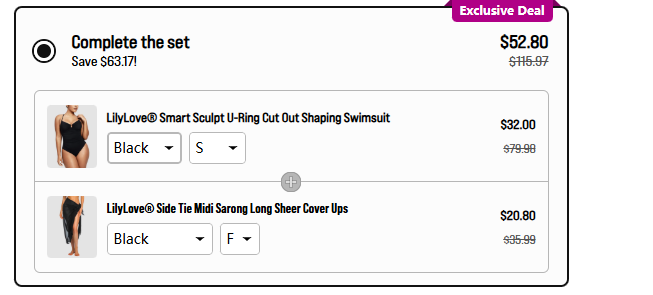 Exclusive Deal
Complete the set
$52.80
Save $63.17!
$115.97
LilyLove® Smart Sculpt U-Ring Cut Out Shaping Swimsuit
$32.00
Black
S
$79.98
LilyLove® Side Tie Midi Sarong Long Sheer Cover Ups
$20.80
Black
F
$35.99